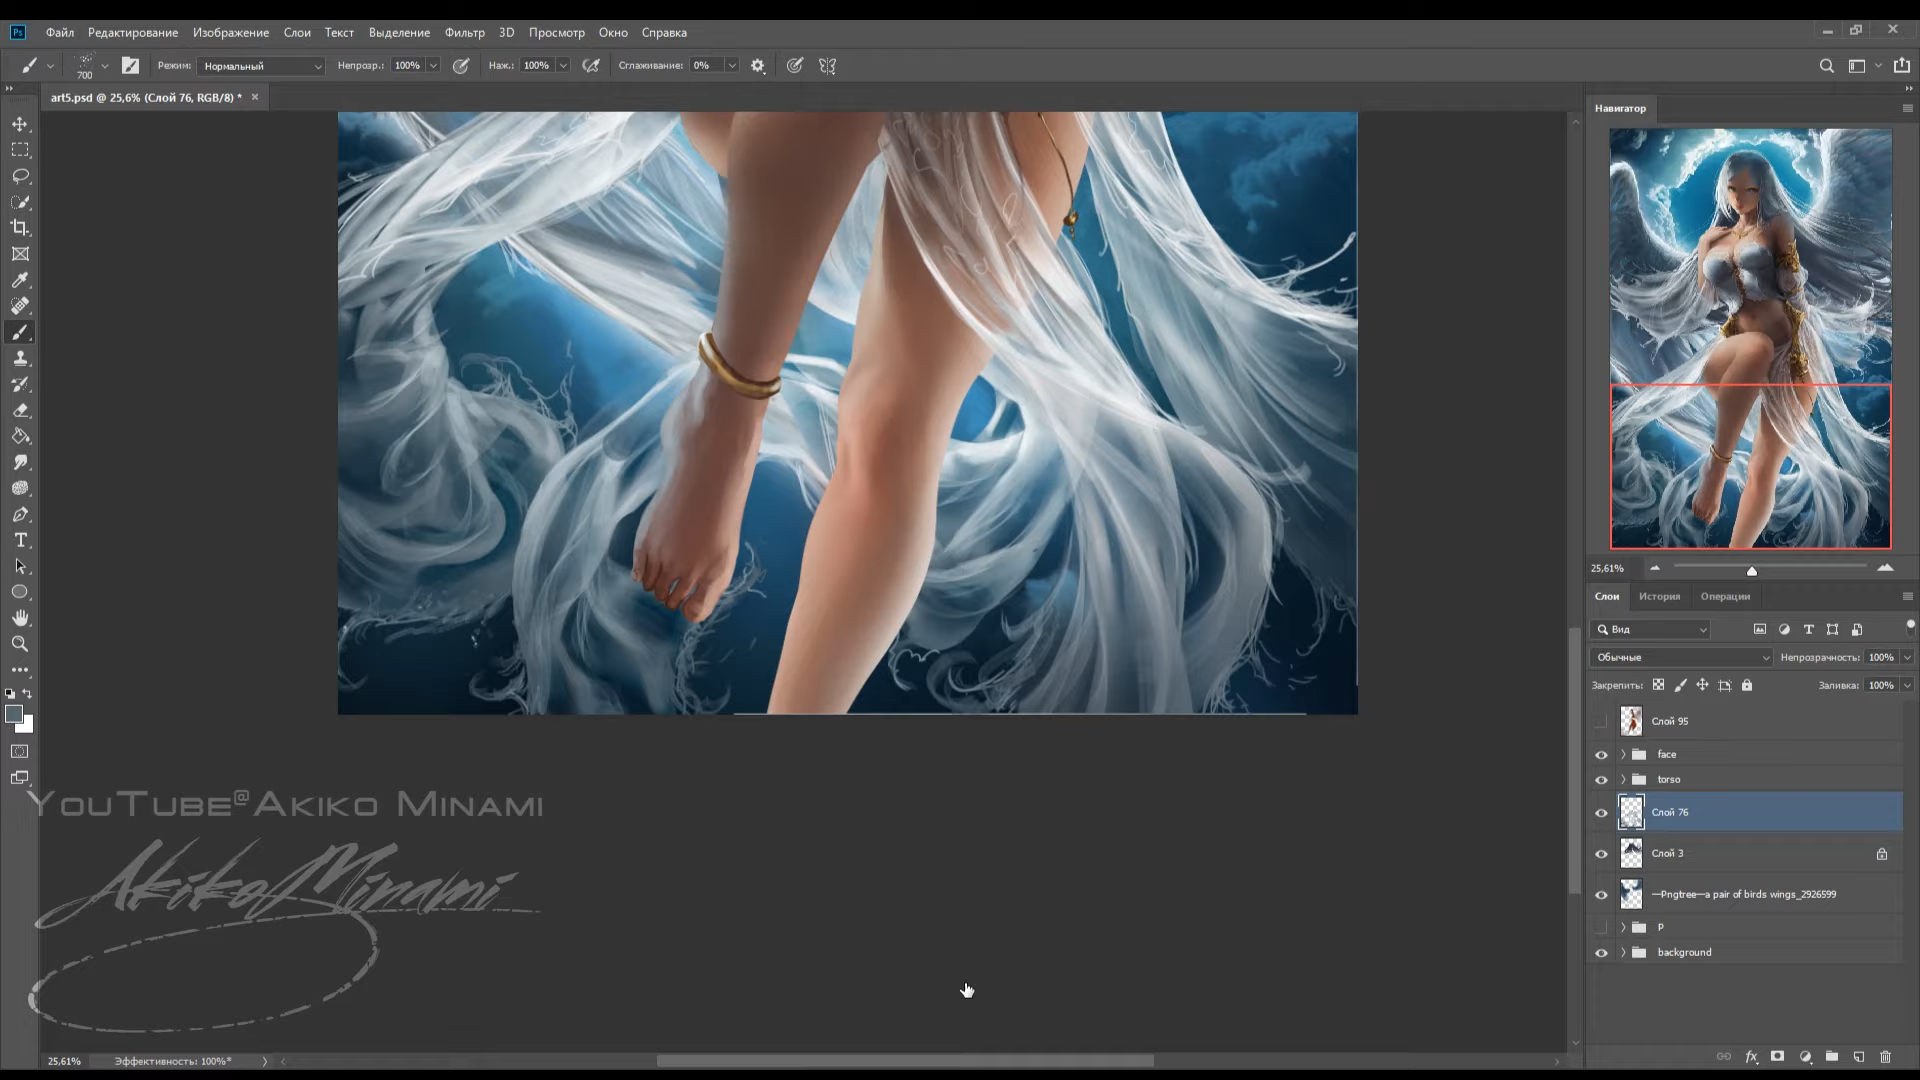 Ps Файл Редактирование Изображение Слои Текст Выделение Фильтр 3D Просмотр Окно Справка
700 Режим: Нормальный Непрозр.: 100% Наж.: 100% Сглаживание: 0%
art5.psd @ 25,6% (Слой 76, RGB/8) *
Навигатор
25,61%
Слои История Операции
Вид
Обычные Непрозрачность: 100%
Закрепить: Заливка: 100%
Слой 95
face
torso
Слой 76
Слой 3
—Pngtree—a pair of birds wings_2926599
P
background
YouTube@Akiko Minami
Akiko Minami
25,61% Эффективность: 100%*